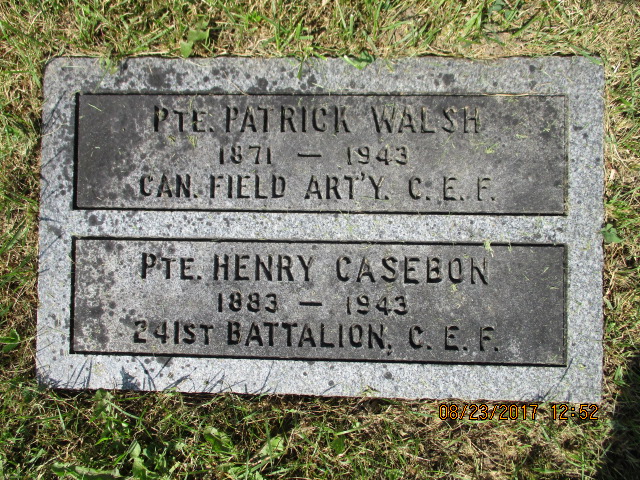 PTE. PATRICK WALSH
1871 — 1943
CAN. FIELD ART'Y. C. E. F.
PTE. HENRY CASEBON
1883 — 1943
241ST BATTALION, C. E. F.
08/23/2017 12:52